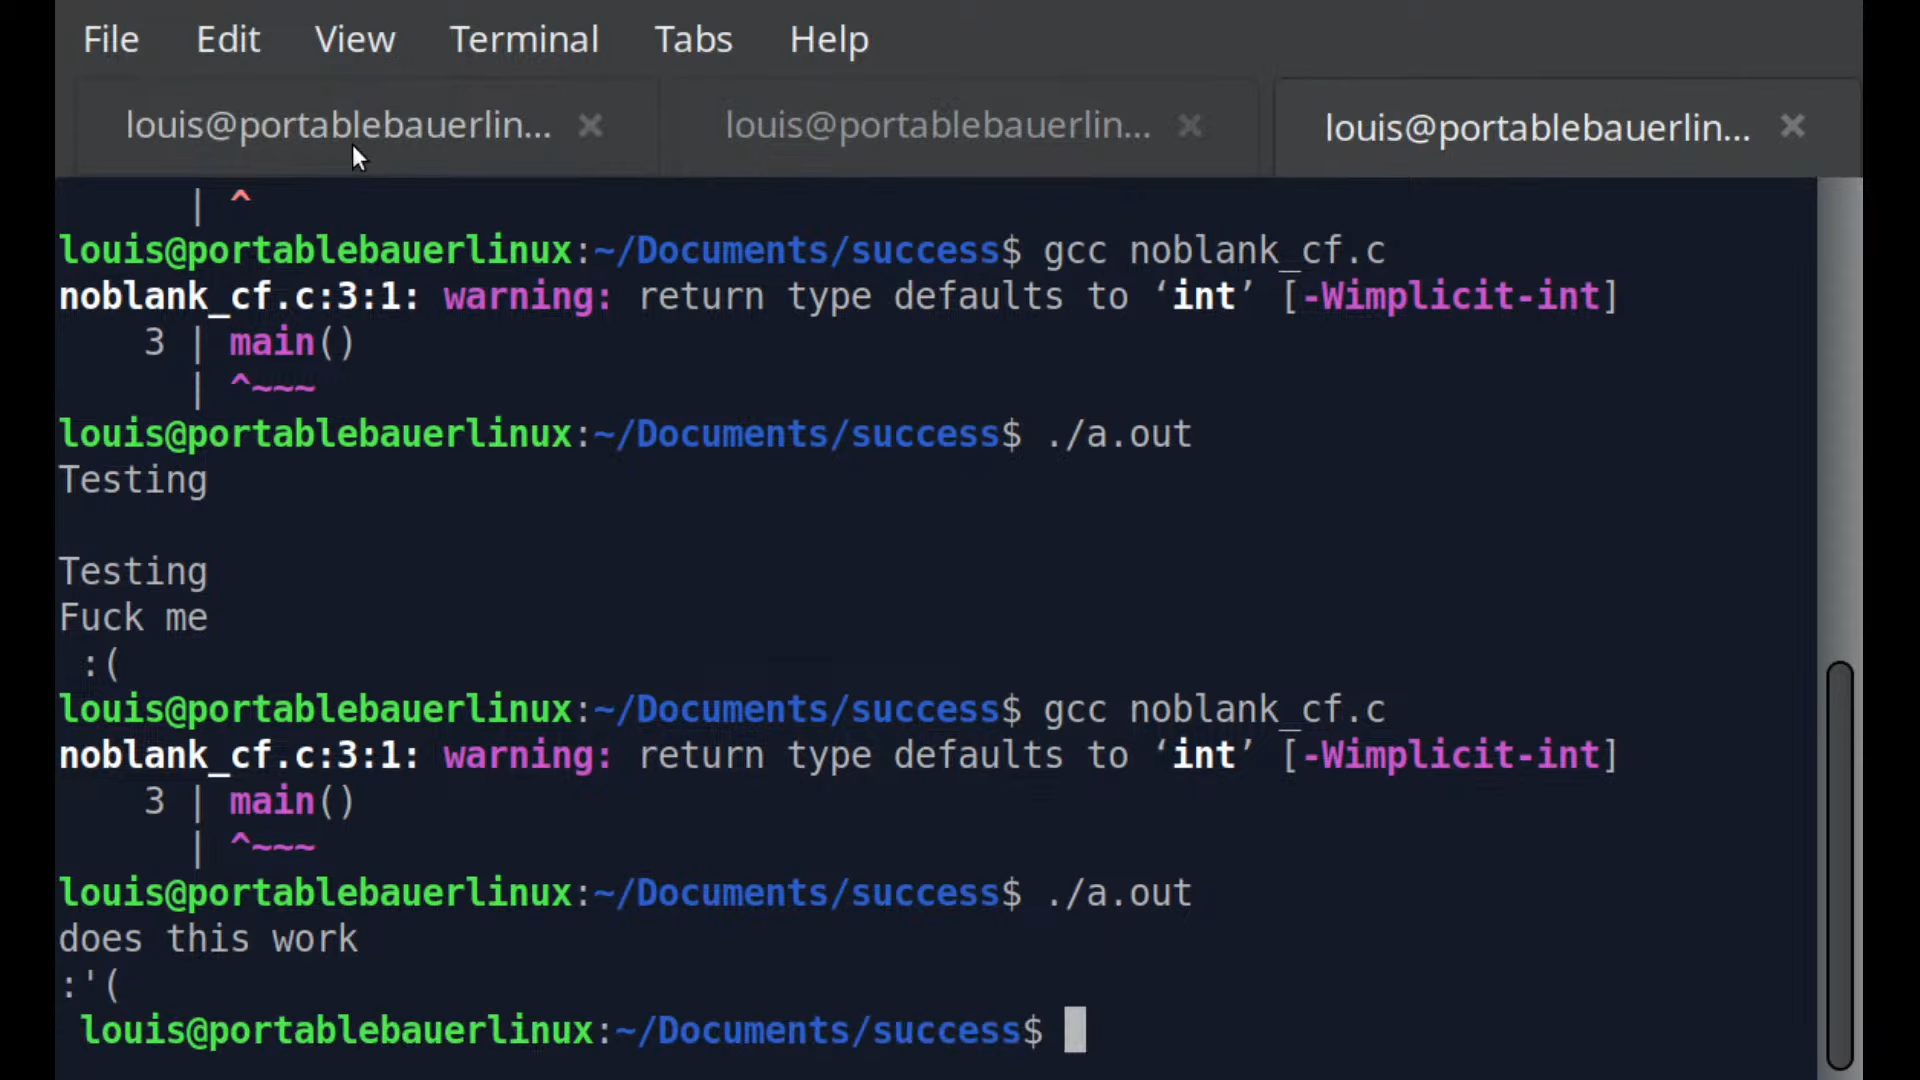 File Edit View Terminal Tabs Help
louis@portablebauerlin... × louis@portablebauerlin... × louis@portablebauerlin... ×
| ^
louis@portablebauerlinux:~/Documents/success$ gcc noblank_cf.c
noblank_cf.c:3:1: warning: return type defaults to ‘int’ [-Wimplicit-int]
3 | main()
| ^~~~
louis@portablebauerlinux:~/Documents/success$ ./a.out
Testing
Testing
Fuck me
:(
louis@portablebauerlinux:~/Documents/success$ gcc noblank_cf.c
noblank_cf.c:3:1: warning: return type defaults to ‘int’ [-Wimplicit-int]
3 | main()
| ^~~~
louis@portablebauerlinux:~/Documents/success$ ./a.out
does this work
:'(
louis@portablebauerlinux:~/Documents/success$